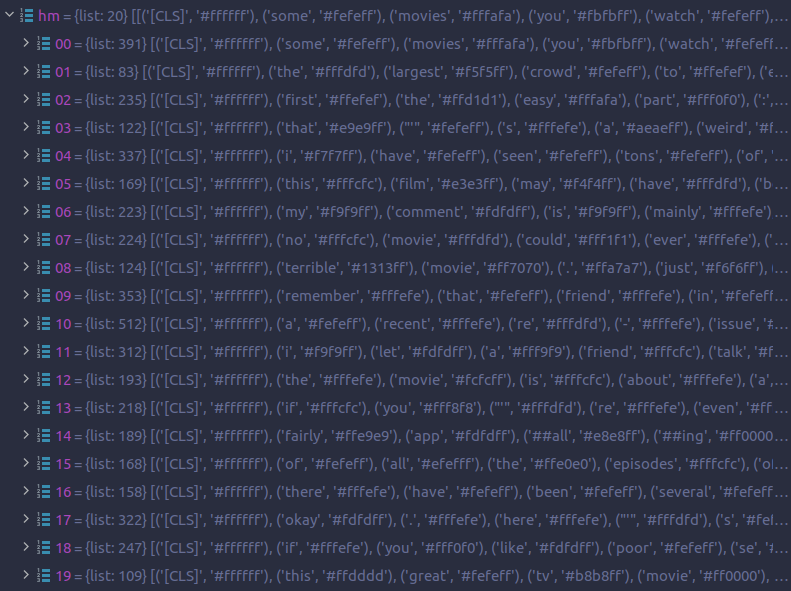 hm = {list: 20} [[('[CLS]', '#ffffff'), ('some', '#fefeff'), ('movies', '#fffafa'), ('you', '#fbfbff'), ('watch', '#fefeff'),...
00 = {list: 391} [('[CLS]', '#ffffff'), ('some', '#fefeff'), ('movies', '#fffafa'), ('you', '#fbfbff'), ('watch', '#fefeff...
01 = {list: 83} [('[CLS]', '#ffffff'), ('the', '#fffdfd'), ('largest', '#f5f5ff'), ('crowd', '#fefeff'), ('to', '#ffefef'), ('e...
02 = {list: 235} [('[CLS]', '#ffffff'), ('first', '#ffefef'), ('the', '#ffd1d1'), ('easy', '#fffafa'), ('part', '#fff0f0'), (':',...
03 = {list: 122} [('[CLS]', '#ffffff'), ('that', '#e9e9ff'), ("'", '#fefeff'), ('s', '#fffefe'), ('a', '#aeaeff'), ('weird', '#f...
04 = {list: 337} [('[CLS]', '#ffffff'), ('i', '#f7f7ff'), ('have', '#fefeff'), ('seen', '#fefeff'), ('tons', '#fefeff'), ('of', '...
05 = {list: 169} [('[CLS]', '#ffffff'), ('this', '#fffcfc'), ('film', '#e3e3ff'), ('may', '#f4f4ff'), ('have', '#fffdfd'), ('b...
06 = {list: 223} [('[CLS]', '#ffffff'), ('my', '#f9f9ff'), ('comment', '#fdfdff'), ('is', '#f9f9ff'), ('mainly', '#fffefe')...
07 = {list: 224} [('[CLS]', '#ffffff'), ('no', '#fffcfc'), ('movie', '#fffdfd'), ('could', '#fff1f1'), ('ever', '#fffefe'), ('...
08 = {list: 124} [('[CLS]', '#ffffff'), ('terrible', '#1313ff'), ('movie', '#ff7070'), ('.', '#ffa7a7'), ('just', '#f6f6ff'), ...
09 = {list: 353} [('[CLS]', '#ffffff'), ('remember', '#fffefe'), ('that', '#fefeff'), ('friend', '#fffefe'), ('in', '#fefeff...
10 = {list: 512} [('[CLS]', '#ffffff'), ('a', '#fefeff'), ('recent', '#fffefe'), ('re', '#fffdfd'), ('-', '#fffefe'), ('issue', '#...
11 = {list: 312} [('[CLS]', '#ffffff'), ('i', '#f9f9ff'), ('let', '#fdfdff'), ('a', '#fff9f9'), ('friend', '#fffcfc'), ('talk', '#f...
12 = {list: 193} [('[CLS]', '#ffffff'), ('the', '#fffefe'), ('movie', '#fcfcff'), ('is', '#fffcfc'), ('about', '#fffefe'), ('a',...
13 = {list: 218} [('[CLS]', '#ffffff'), ('if', '#fffcfc'), ('you', '#fff8f8'), ("'", '#fffdfd'), ('re', '#fffefe'), ('even', '#ff...
14 = {list: 189} [('[CLS]', '#ffffff'), ('fairly', '#ffe9e9'), ('app', '#fdfdff'), ('##all', '#e8e8ff'), ('##ing', '#ff0000...
15 = {list: 168} [('[CLS]', '#ffffff'), ('of', '#fefeff'), ('all', '#efefff'), ('the', '#ffe0e0'), ('episodes', '#fffcfc'), ('o...
16 = {list: 158} [('[CLS]', '#ffffff'), ('there', '#fffefe'), ('have', '#fefeff'), ('been', '#fefeff'), ('several', '#fefeff...
17 = {list: 322} [('[CLS]', '#ffffff'), ('okay', '#fdfdff'), ('.', '#fffefe'), ('here', '#fffefe'), ("'", '#fffdfd'), ('s', '#fef...
18 = {list: 247} [('[CLS]', '#ffffff'), ('if', '#fffefe'), ('you', '#fff0f0'), ('like', '#fdfdff'), ('poor', '#fefeff'), ('se', '#...
19 = {list: 109} [('[CLS]', '#ffffff'), ('this', '#ffdddd'), ('great', '#fefeff'), ('tv', '#b8b8ff'), ('movie', '#ff0000'), ...